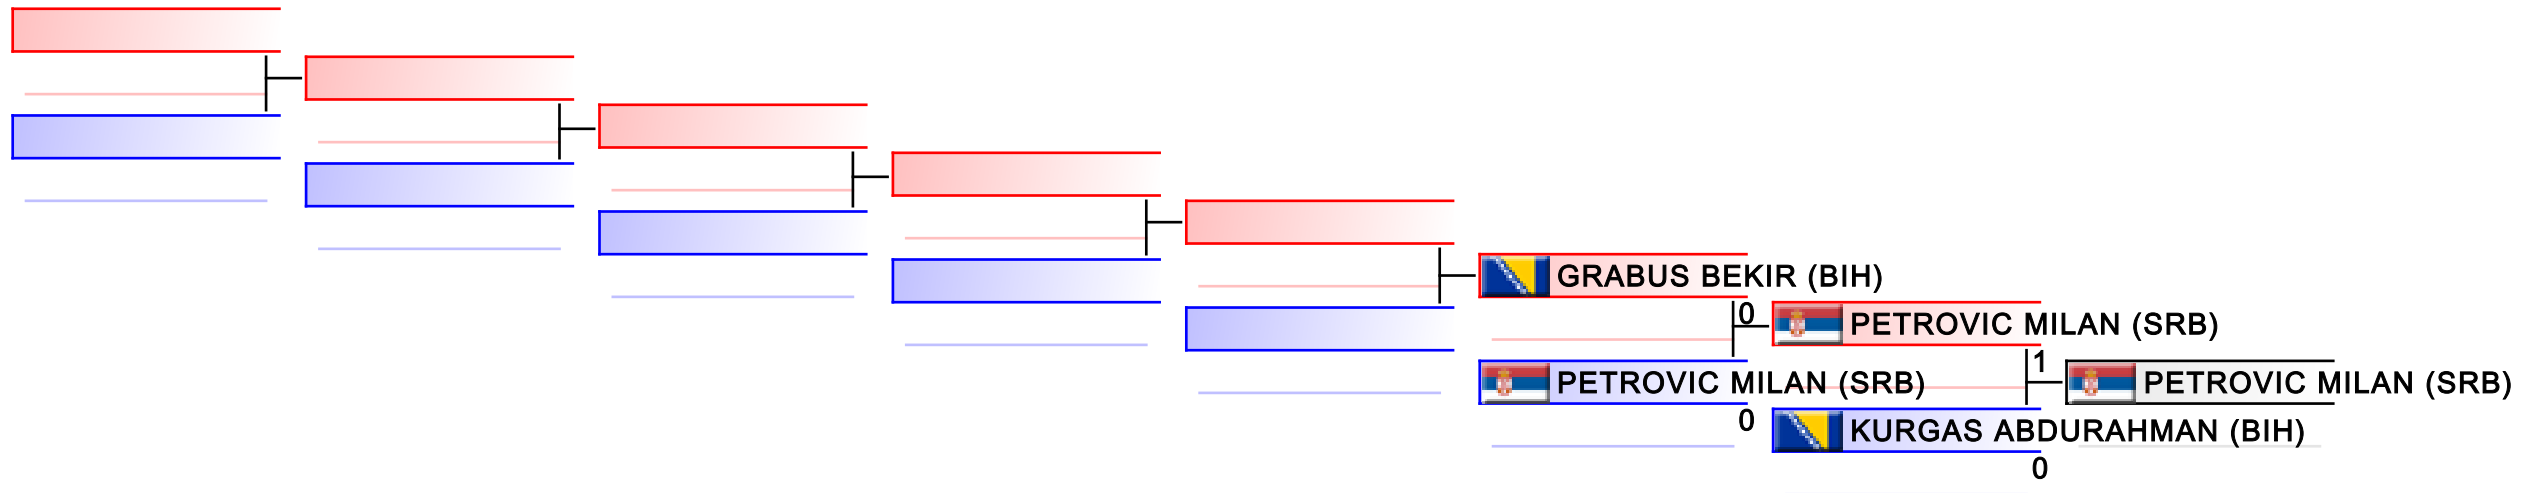 GRABUS BEKIR (BIH)
0
PETROVIC MILAN (SRB)
0
PETROVIC MILAN (SRB)
1
KURGAS ABDURAHMAN (BIH)
0
PETROVIC MILAN (SRB)